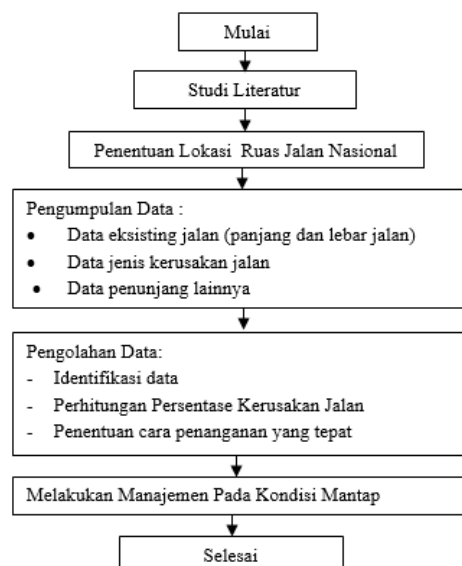 Mulai
Studi Literatur
Penentuan Lokasi Ruas Jalan Nasional
Pengumpulan Data :
• Data eksisting jalan (panjang dan lebar jalan)
• Data jenis kerusakan jalan
• Data penunjang lainnya
Pengolahan Data:
- Identifikasi data
- Perhitungan Persentase Kerusakan Jalan
- Penentuan cara penanganan yang tepat
Melakukan Manajemen Pada Kondisi Mantap
Selesai